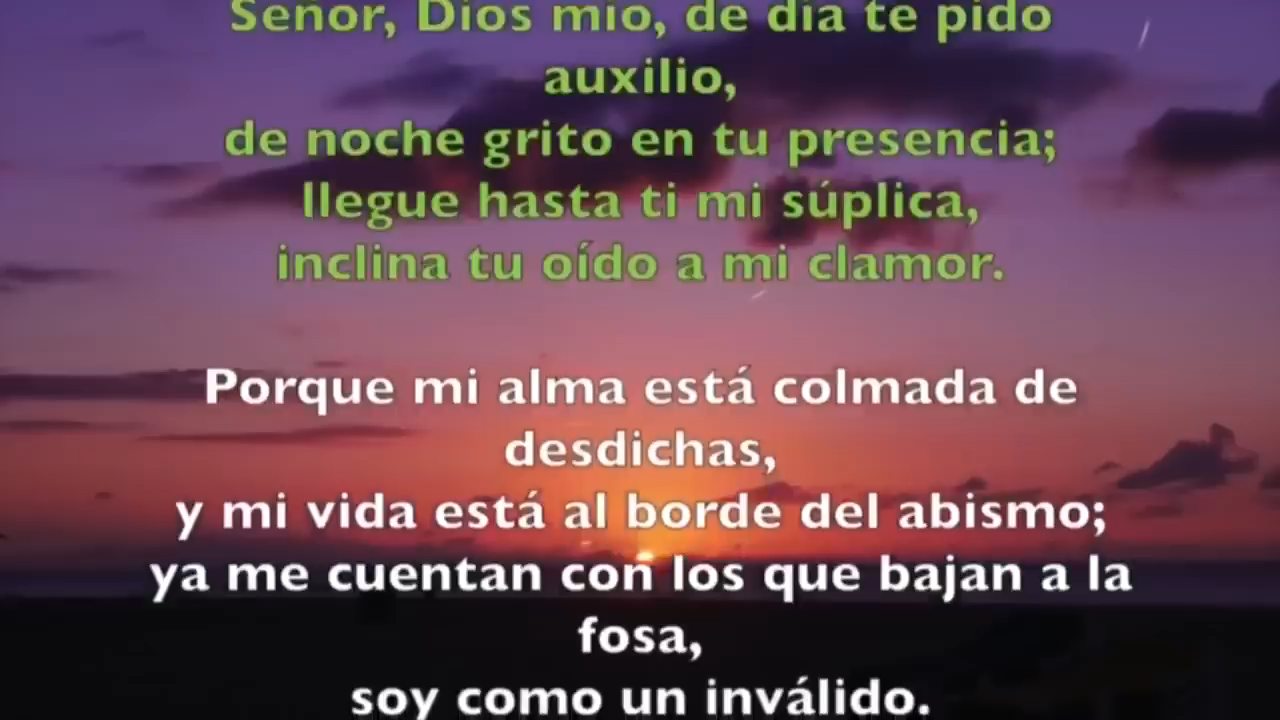 Señor, Dios mío, de día te pido
auxilio,
de noche grito en tu presencia;
llegue hasta ti mi súplica,
inclina tu oído a mi clamor.
Porque mi alma está colmada de
desdichas,
y mi vida está al borde del abismo;
ya me cuentan con los que bajan a la
fosa,
soy como un inválido.